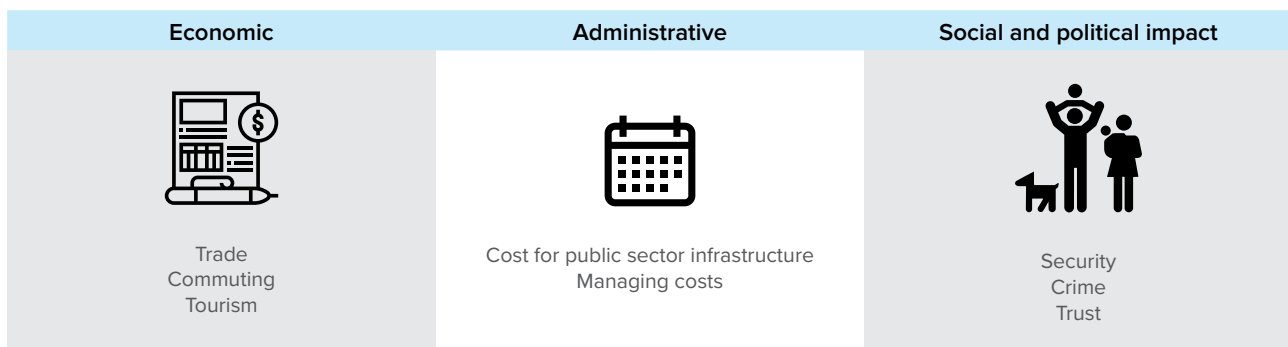 Economic
Administrative
Social and political impact
$
Trade
Commuting
Tourism
Cost for public sector infrastructure
Managing costs
Security
Crime
Trust